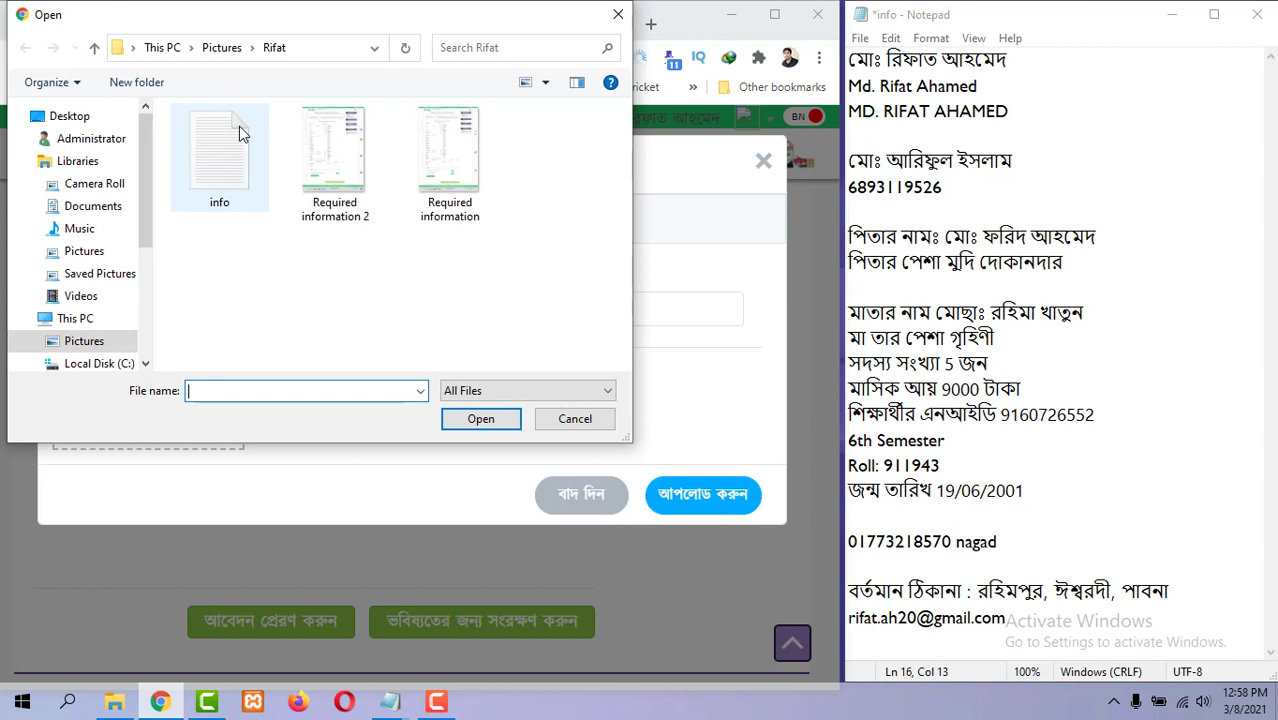 Open
This PC
Pictures
Rifat
Search Rifat
Organize
New folder
Desktop
Administrator
Libraries
Camera Roll
Documents
Music
Pictures
Saved Pictures
Videos
This PC
Pictures
Local Disk (C:)
info
Required
information 2
Required
information
File name:
All Files
Open
Cancel
11
IQ
Other bookmarks
BN
বাদ দিন
আপলোড করুন
আবেদন প্রেরণ করুন
ভবিষ্যতের জন্য সংরক্ষণ করুন
*info - Notepad
File Edit Format View Help
মোঃ রিফাত আহমেদ
Md. Rifat Ahamed
MD. RIFAT AHAMED
মোঃ আরিফুল ইসলাম
6893119526
পিতার নামঃ মোঃ ফরিদ আহমেদ
পিতার পেশা মুদি দোকানদার
মাতার নাম মোছাঃ রহিমা খাতুন
মা তার পেশা গৃহিণী
সদস্য সংখ্যা 5 জন
মাসিক আয় 9000 টাকা
শিক্ষার্থীর এনআইডি 9160726552
6th Semester
Roll: 911943
জন্ম তারিখ 19/06/2001
01773218570 nagad
বর্তমান ঠিকানা : রহিমপুর, ঈশ্বরদী, পাবনা
rifat.ah20@gmail.com
Activate Windows
Go to Settings to activate Windows.
Ln 16, Col 13
100%
Windows (CRLF)
UTF-8
12:58 PM
3/8/2021